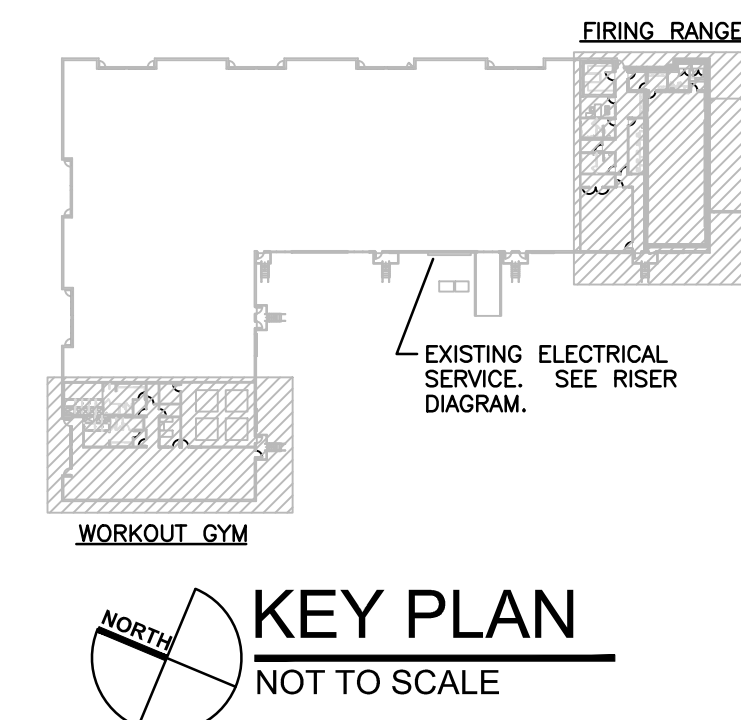 FIRING RANGE
EXISTING ELECTRICAL
SERVICE. SEE RISER
DIAGRAM.
WORKOUT GYM
NORTH
KEY PLAN
NOT TO SCALE